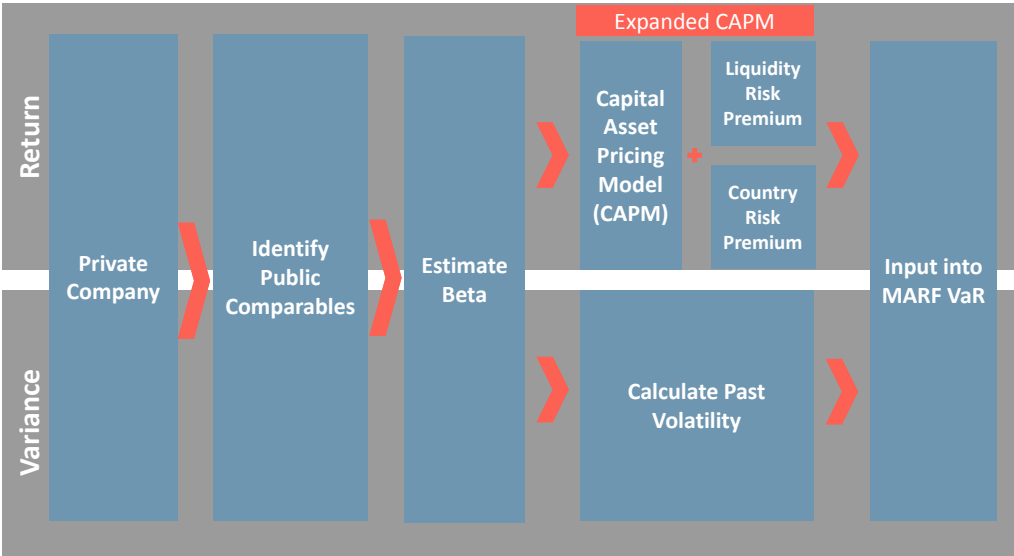 Expanded CAPM
Return
Variance
Private
Company
Identify
Public
Comparables
Estimate
Beta
Capital
Asset
Pricing
Model
(CAPM)
+
Liquidity
Risk
Premium
Country
Risk
Premium
Calculate Past
Volatility
Input into
MARF VaR